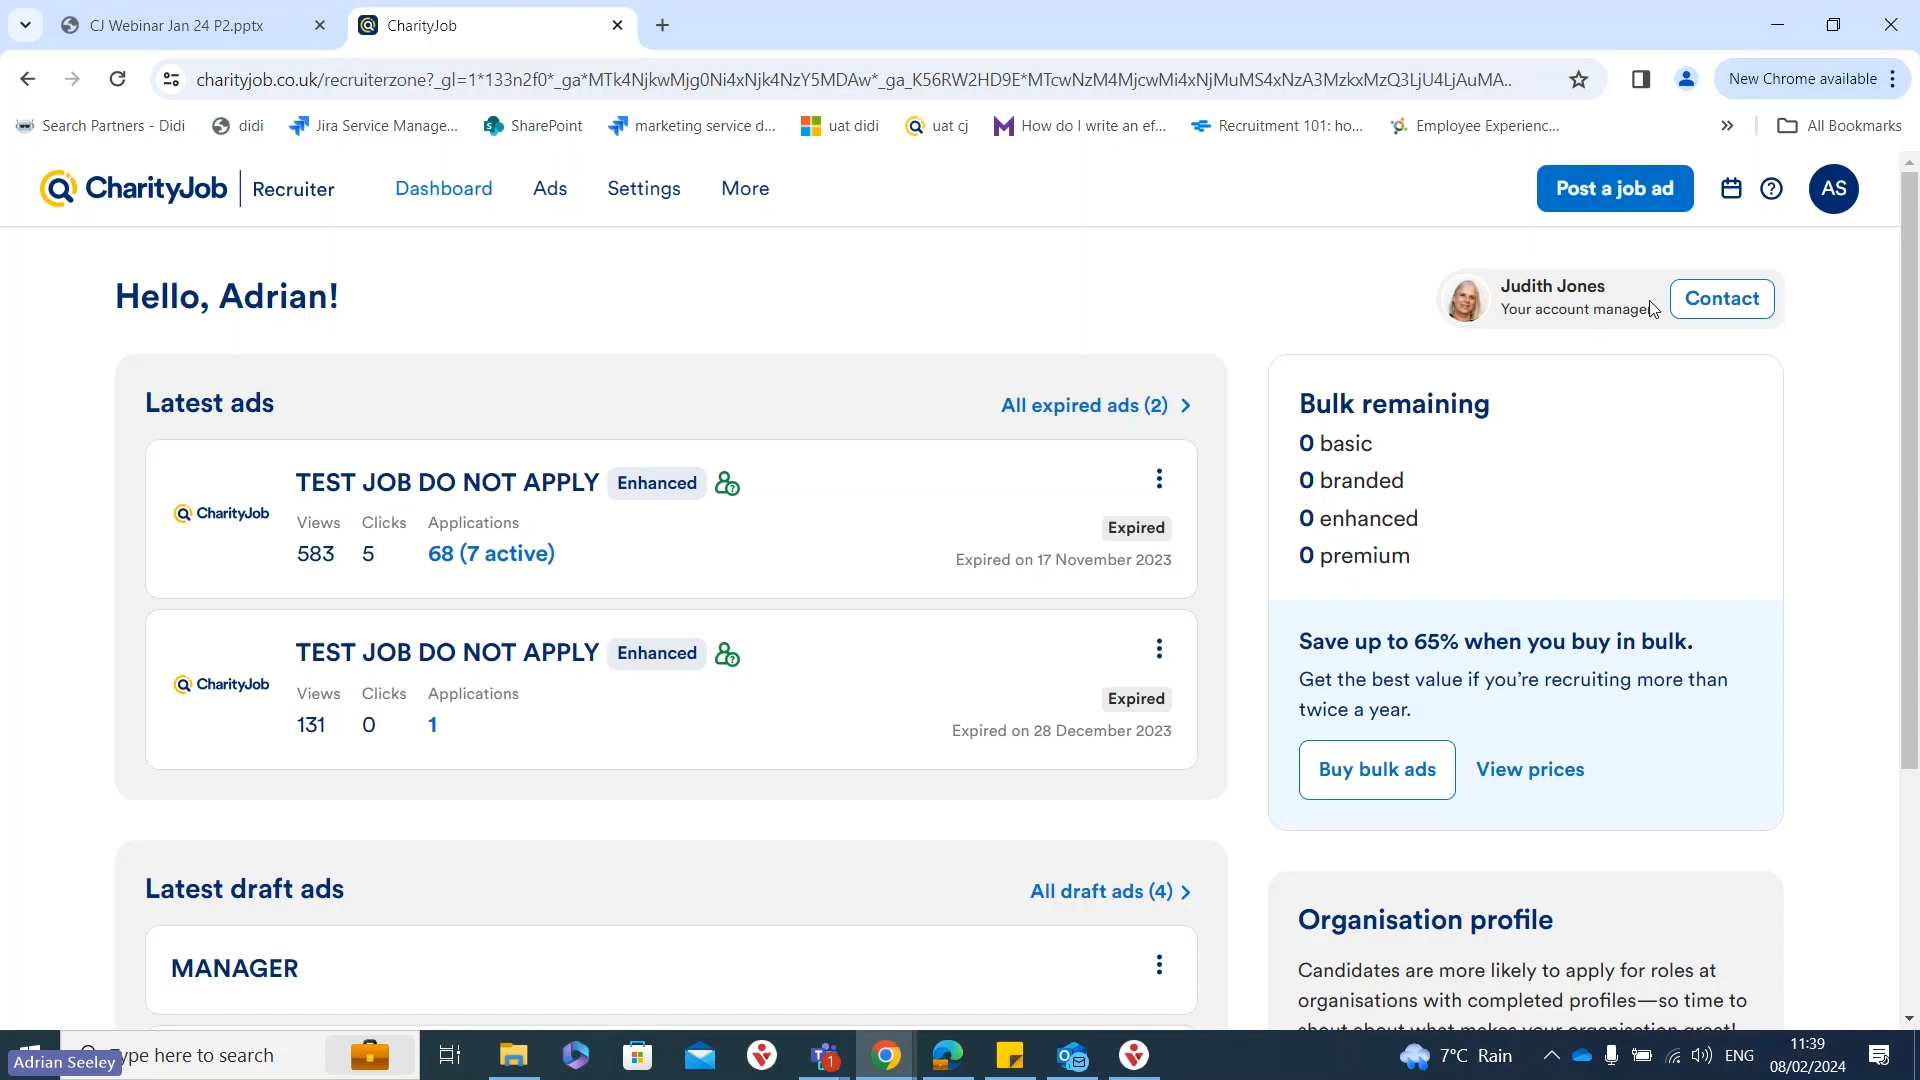 CJ Webinar Jan 24 P2.pptx
CharityJob
charityjob.co.uk/recruiterzone?_gl=1*133n2f0*_ga*MTk4NjkwMjg0Ni4xNjk4NzY5MDAw*_ga_K56RW2HD9E*MTcwNzM4MjcwMi4xNjMuMS4xNzA3MzkxMzQ3LjU4LjAuMA..
New Chrome available
Search Partners - Didi
didi
Jira Service Manage...
SharePoint
marketing service d...
uat didi
uat cj
How do I write an ef...
Recruitment 101: ho...
Employee Experienc...
All Bookmarks
CharityJob Recruiter
Dashboard
Ads
Settings
More
Post a job ad
AS
Hello, Adrian!
Judith Jones
Your account manager
Contact
Latest ads
All expired ads (2)
TEST JOB DO NOT APPLY Enhanced
CharityJob
Views Clicks Applications
583 5 68 (7 active)
Expired
Expired on 17 November 2023
TEST JOB DO NOT APPLY Enhanced
CharityJob
Views Clicks Applications
131 0 1
Expired
Expired on 28 December 2023
Bulk remaining
0 basic
0 branded
0 enhanced
0 premium
Save up to 65% when you buy in bulk.
Get the best value if you’re recruiting more than
twice a year.
Buy bulk ads
View prices
Latest draft ads
All draft ads (4)
MANAGER
Organisation profile
Candidates are more likely to apply for roles at
organisations with completed profiles—so time to
shout about what makes your organisation great!
Adrian Seeley
ype here to search
1
7°C Rain
ENG
11:39
08/02/2024